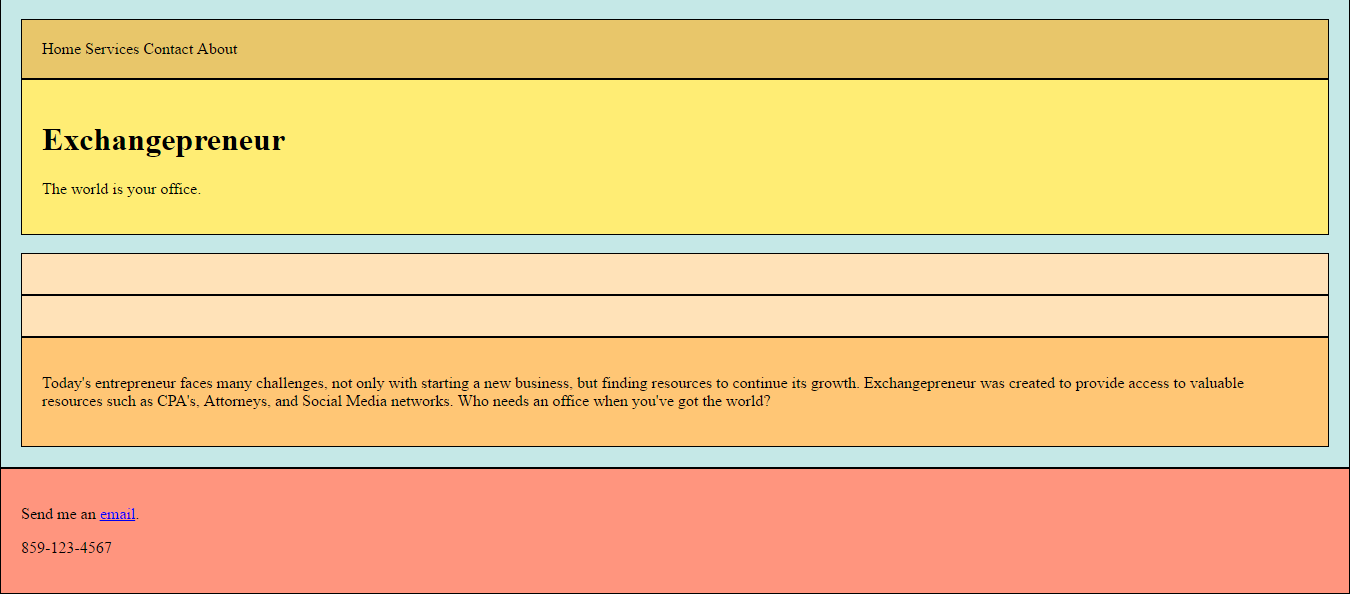 Home Services Contact About
Exchangepreneur
The world is your office.
Today's entrepreneur faces many challenges, not only with starting a new business, but finding resources to continue its growth. Exchangepreneur was created to provide access to valuable
resources such as CPA's, Attorneys, and Social Media networks. Who needs an office when you've got the world?
Send me an email.
859-123-4567